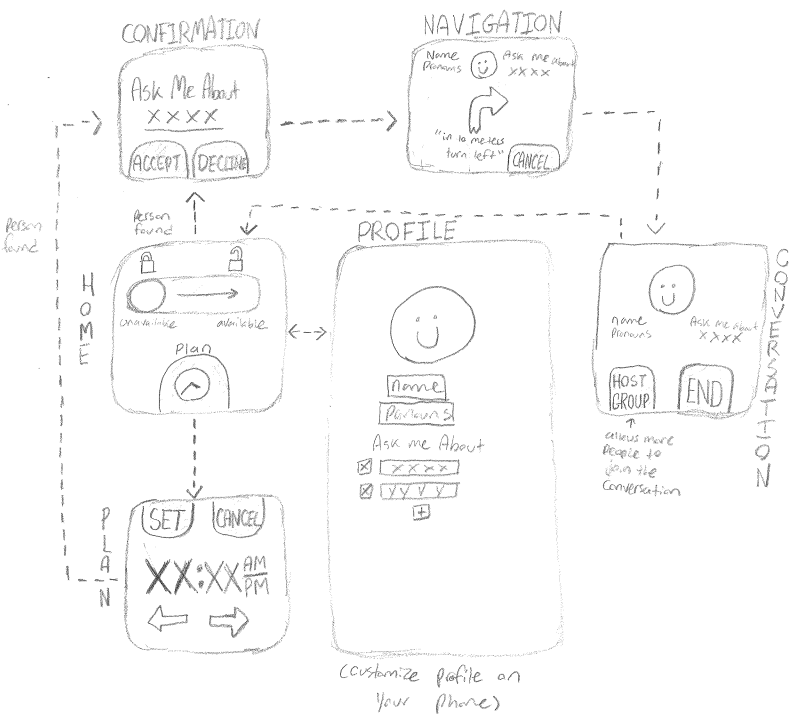 CONFIRMATION
Ask Me About
XXXX
ACCEPT
DECLINE
NAVIGATION
Name
Pronouns
Ask me about
XXXX
"in 10 meters
turn left"
CANCEL
Person
found
Person
found
HOME
unavailable
available
Plan
PROFILE
Name
Pronouns
Ask me About
XXXX
YYYY
+
(customize profile on
your phone)
CONVERSATION
name
Pronouns
Ask Me About
XXXX
HOST
GROUP
END
allows more
People to
join the
Conversation
PLAN
SET
CANCEL
XX:XX AM
PM